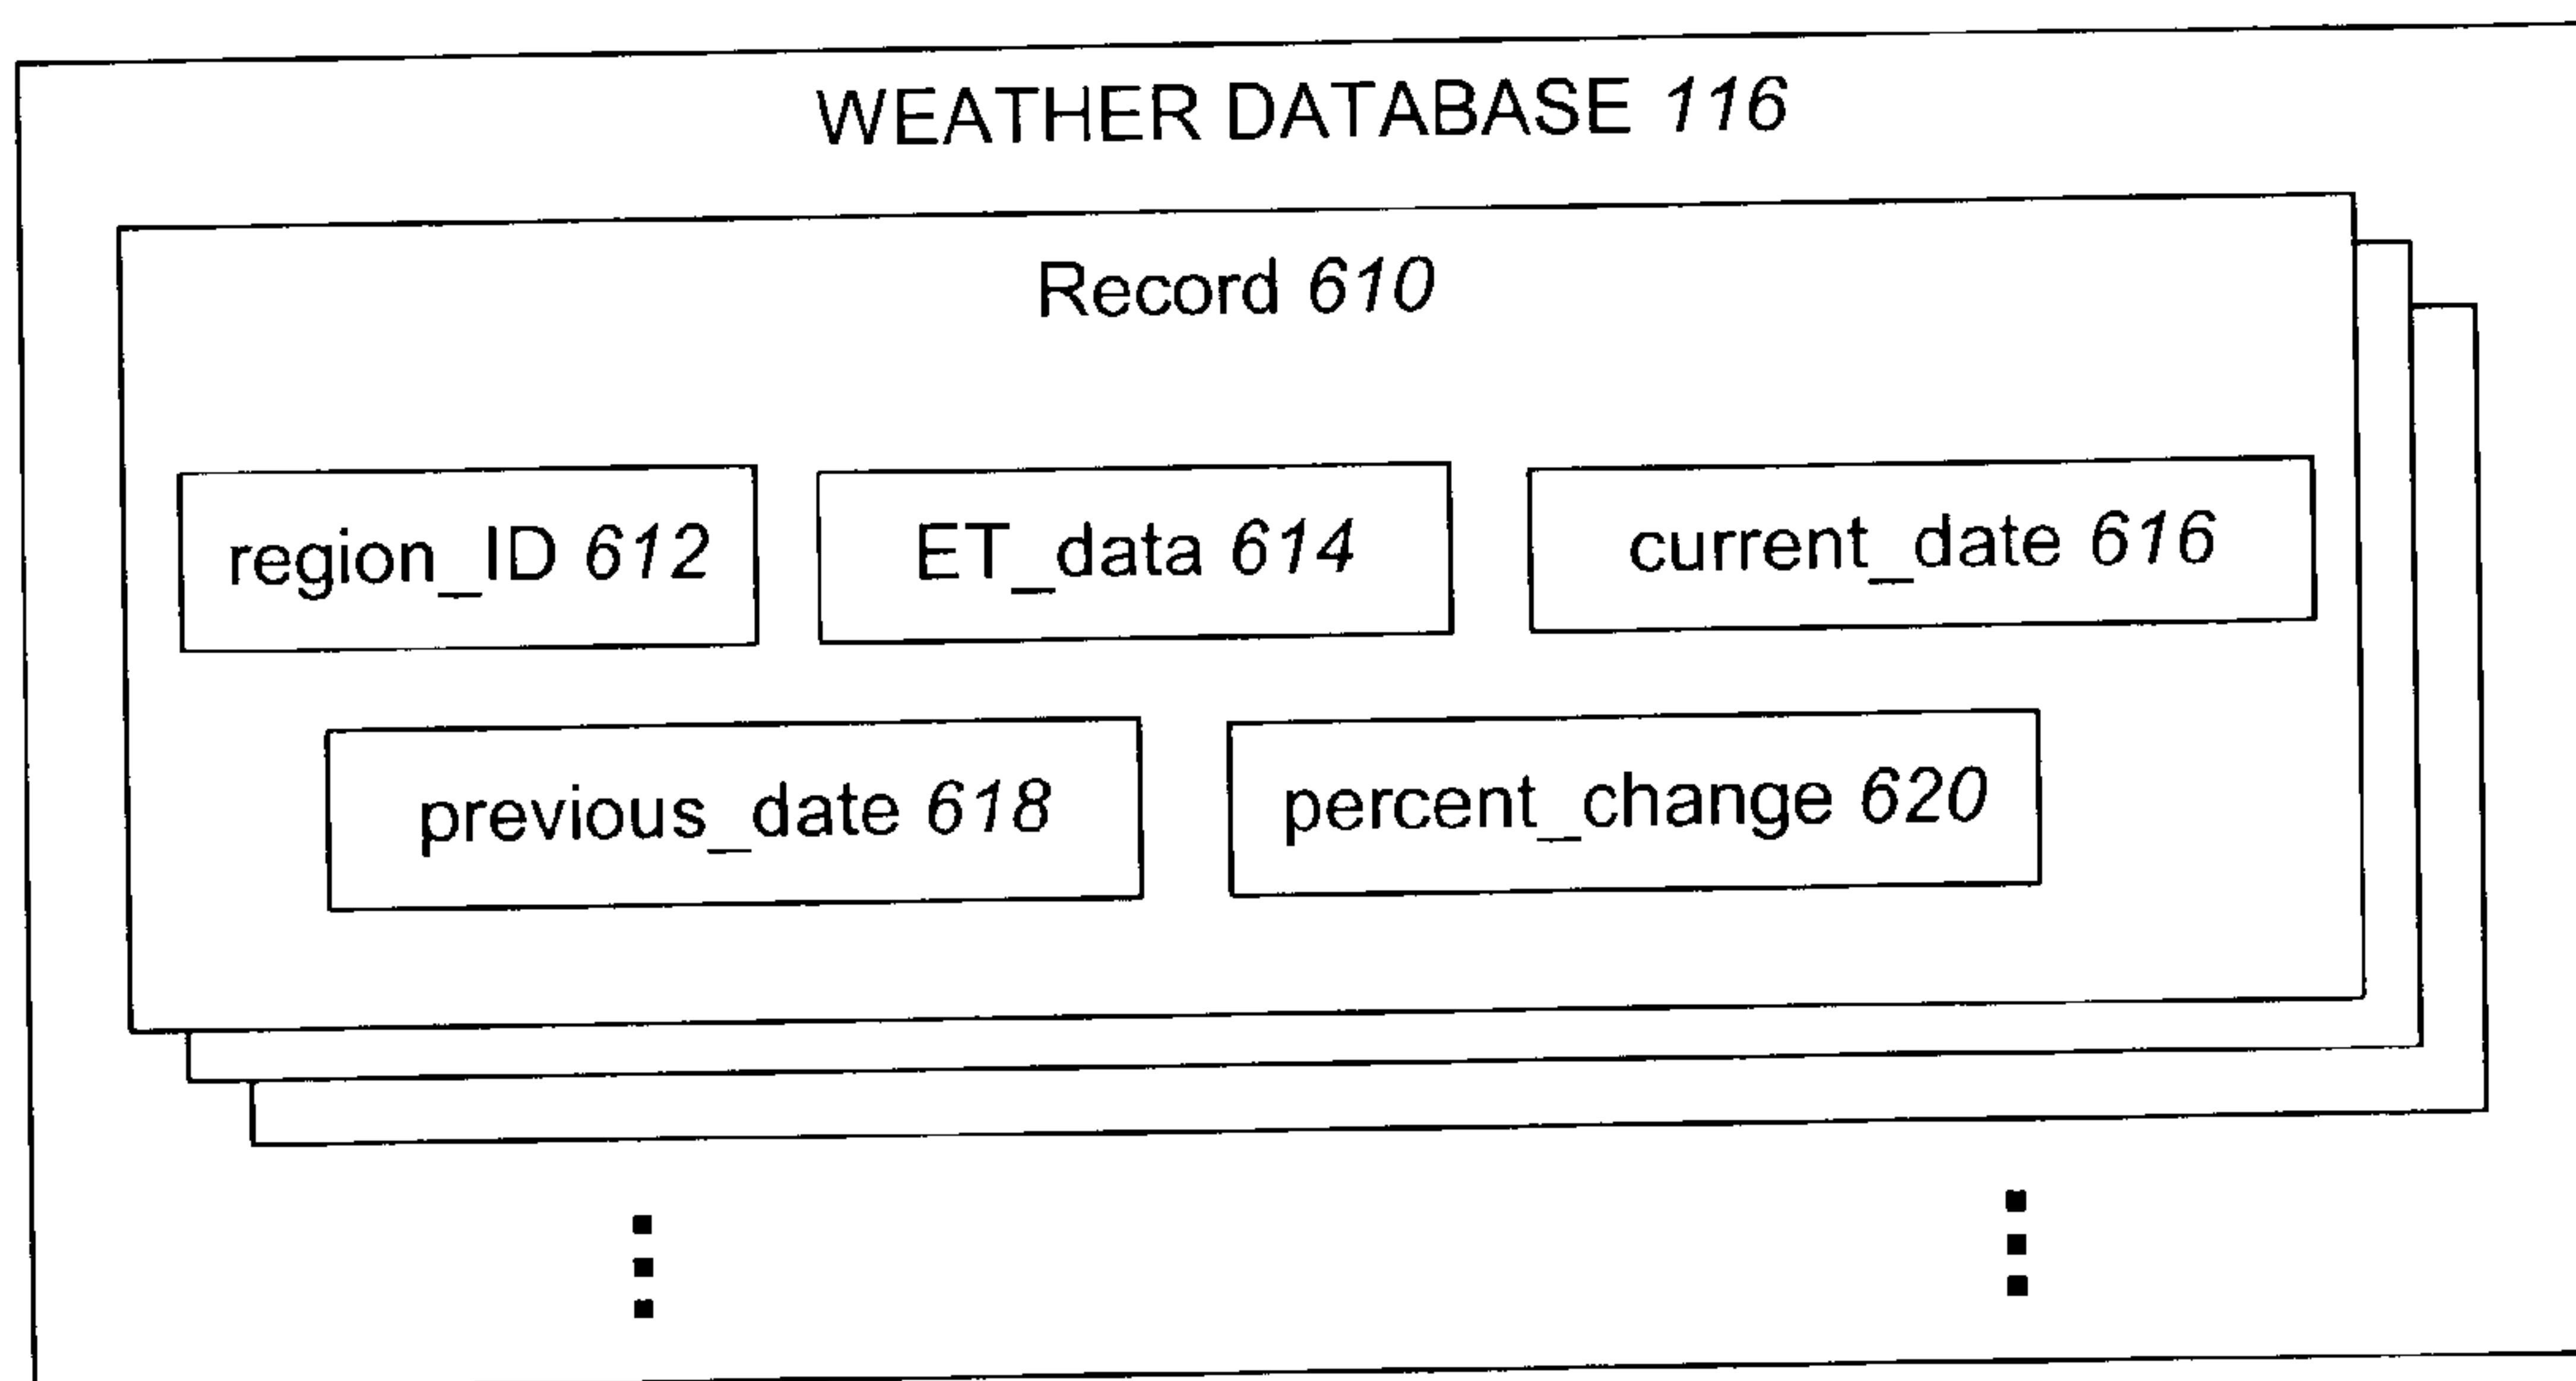 WEATHER DATABASE 116
Record 610
region_ID 612 ET_data 614 current_date 616
previous_date 618 percent_change 620